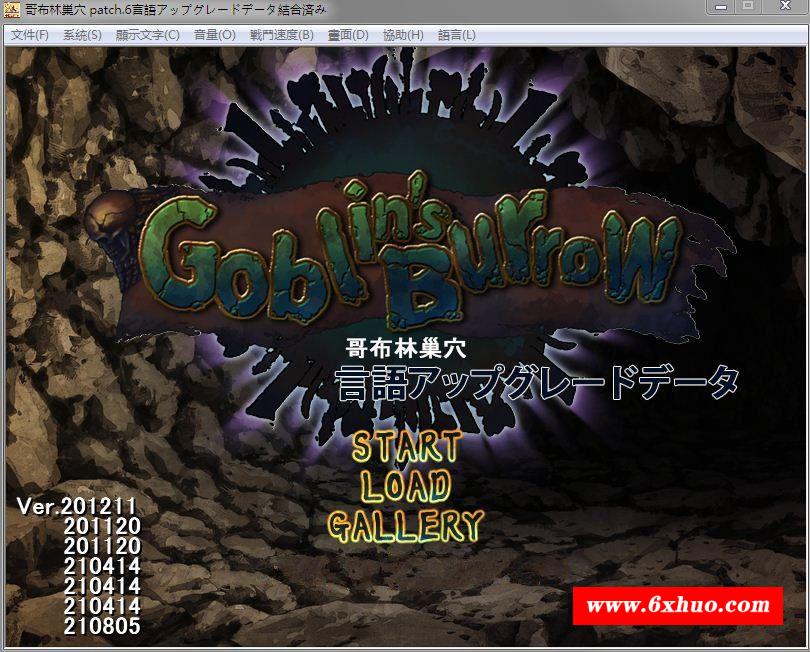 哥布林巢穴 patch.6言語アップグレードデータ結合済み
文件(F) 系統(S) 顯示文字(C) 音量(O) 戰鬥速度(B) 畫面(D) 協助(H) 語言(L)
Goblin's Burrow
哥布林巢穴
言語アップグレードデータ
START
LOAD
GALLERY
Ver.201211
201120
201120
210414
210414
210414
210805
www.6xhuo.com